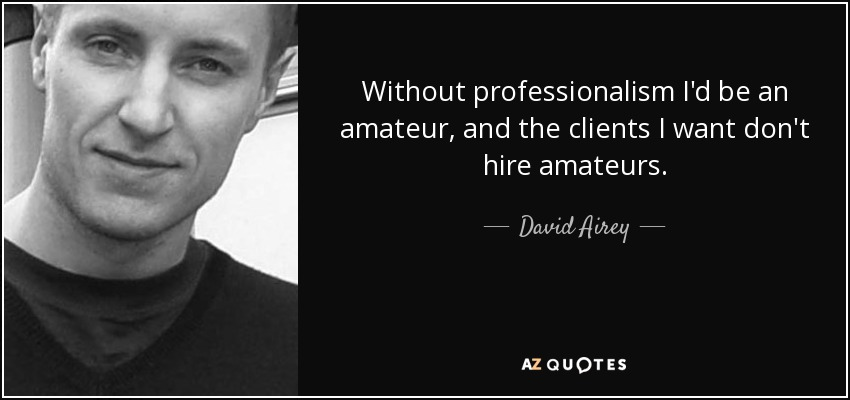 Without professionalism I'd be an
amateur, and the clients I want don't
hire amateurs.
David Airey
AZ QUOTES